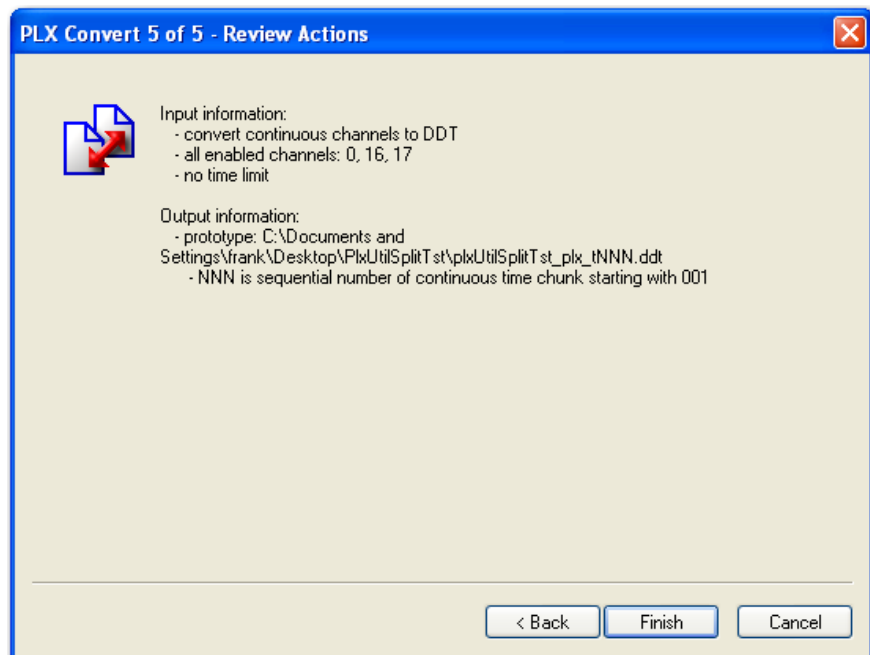 PLX Convert 5 of 5 - Review Actions
Input information:
- convert continuous channels to DDT
- all enabled channels: 0, 16, 17
- no time limit
Output information:
- prototype: C:\Documents and
Settings\frank\Desktop\PlxUtilSplitTst\plxUtilSplitTst_plx_tNNN.ddt
- NNN is sequential number of continuous time chunk starting with 001
< Back Finish Cancel